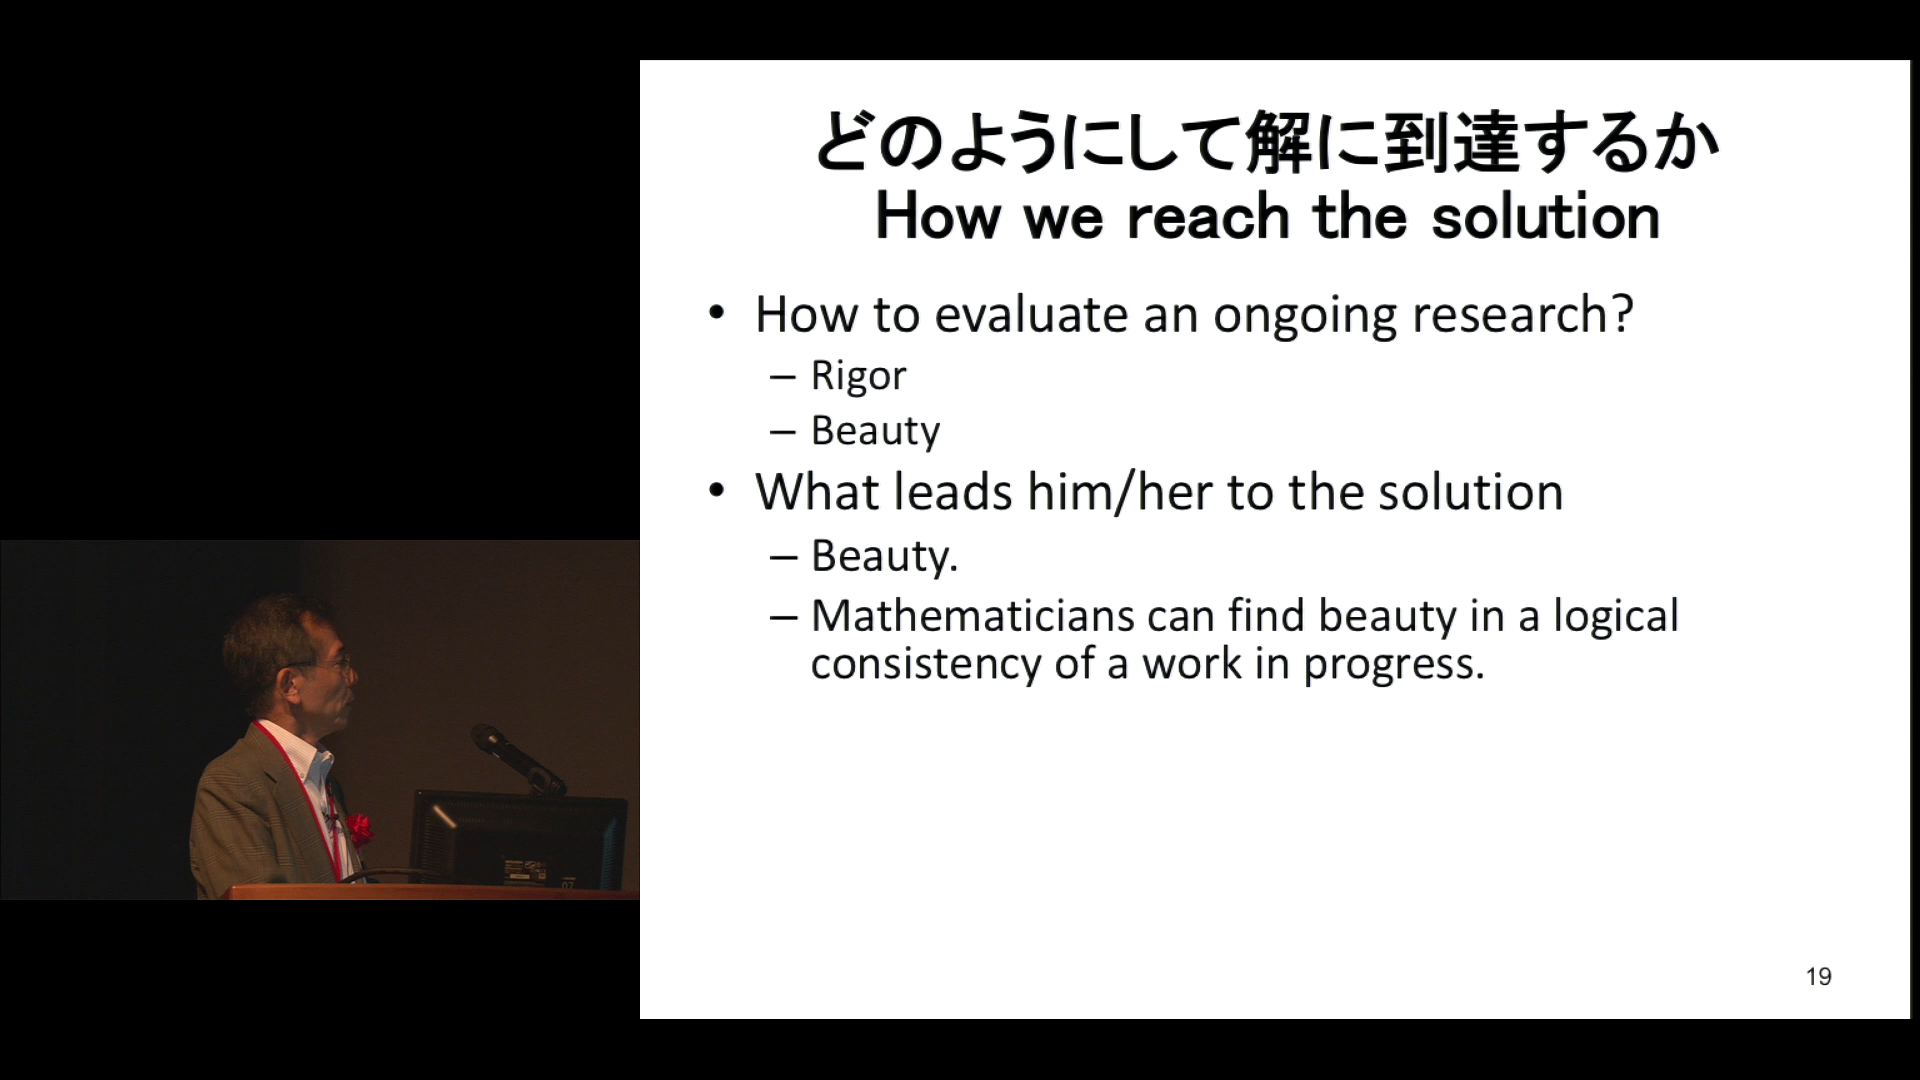 どのようにして解に到達するか
How we reach the solution
• How to evaluate an ongoing research?
– Rigor
– Beauty
• What leads him/her to the solution
– Beauty.
– Mathematicians can find beauty in a logical
consistency of a work in progress.
19
07